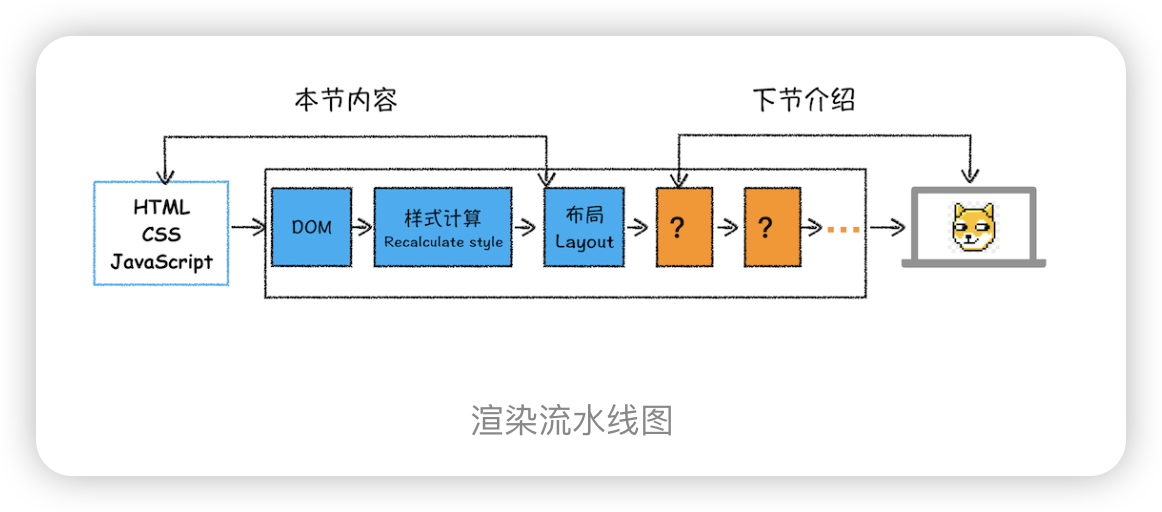 本节内容
下节介绍
HTML
CSS
JavaScript
DOM
样式计算
Recalculate style
布局
Layout
?
?
渲染流水线图